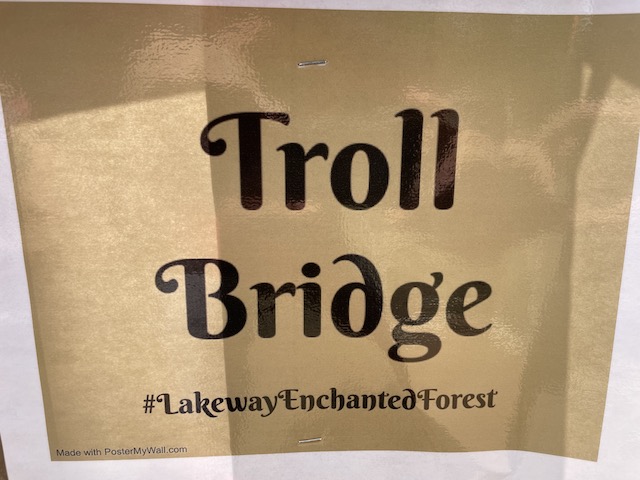 Troll
Bridge
#LakewayEnchantedForest
Made with PosterMyWall.com